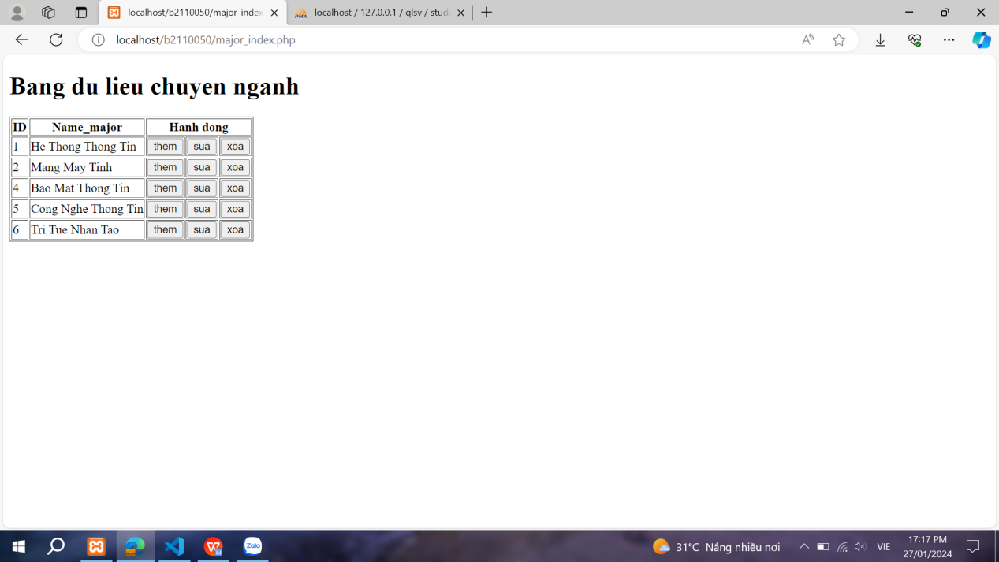 localhost/b2110050/major_index
localhost / 127.0.0.1 / qlsv / stud
localhost/b2110050/major_index.php
Bang du lieu chuyen nganh
ID Name_major Hanh dong
1 He Thong Thong Tin them sua xoa
2 Mang May Tinh them sua xoa
4 Bao Mat Thong Tin them sua xoa
5 Cong Nghe Thong Tin them sua xoa
6 Tri Tue Nhan Tao them sua xoa
Zalo
31°C Nắng nhiều nơi
VIE
17:17 PM
27/01/2024